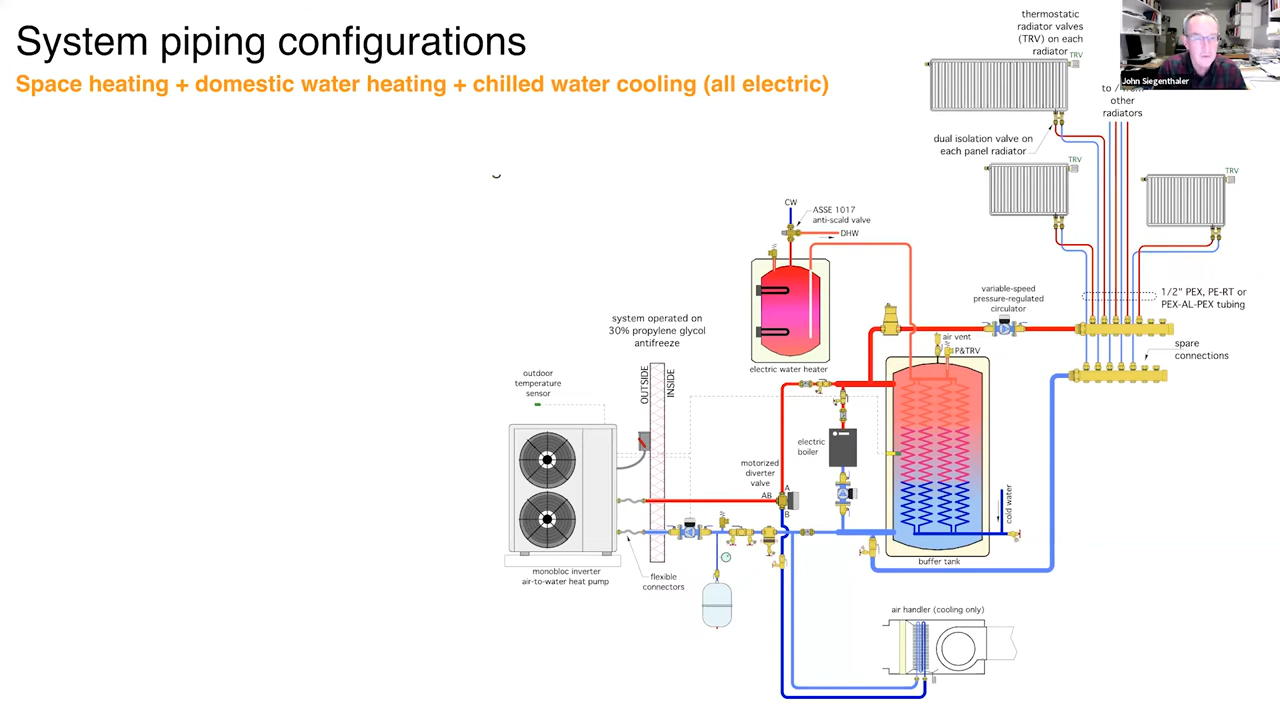 System piping configurations
Space heating + domestic water heating + chilled water cooling (all electric)
John Siegenthaler
thermostatic
radiator valves
(TRV) on each
radiator
TRV
to / from
other
radiators
dual isolation valve on
each panel radiator
TRV
TRV
CW
ASSE 1017
anti-scald valve
DHW
variable-speed
pressure-regulated
circulator
1/2" PEX, PE-RT or
PEX-AL-PEX tubing
system operated on
30% propylene glycol
antifreeze
air vent
P&TRV
spare
connections
electric water heater
outdoor
temperature
sensor
OUTSIDE
INSIDE
electric
boiler
motorized
diverter
valve
A
AB
B
cold water
buffer tank
monobloc inverter
air-to-water heat pump
flexible
connectors
air handler (cooling only)